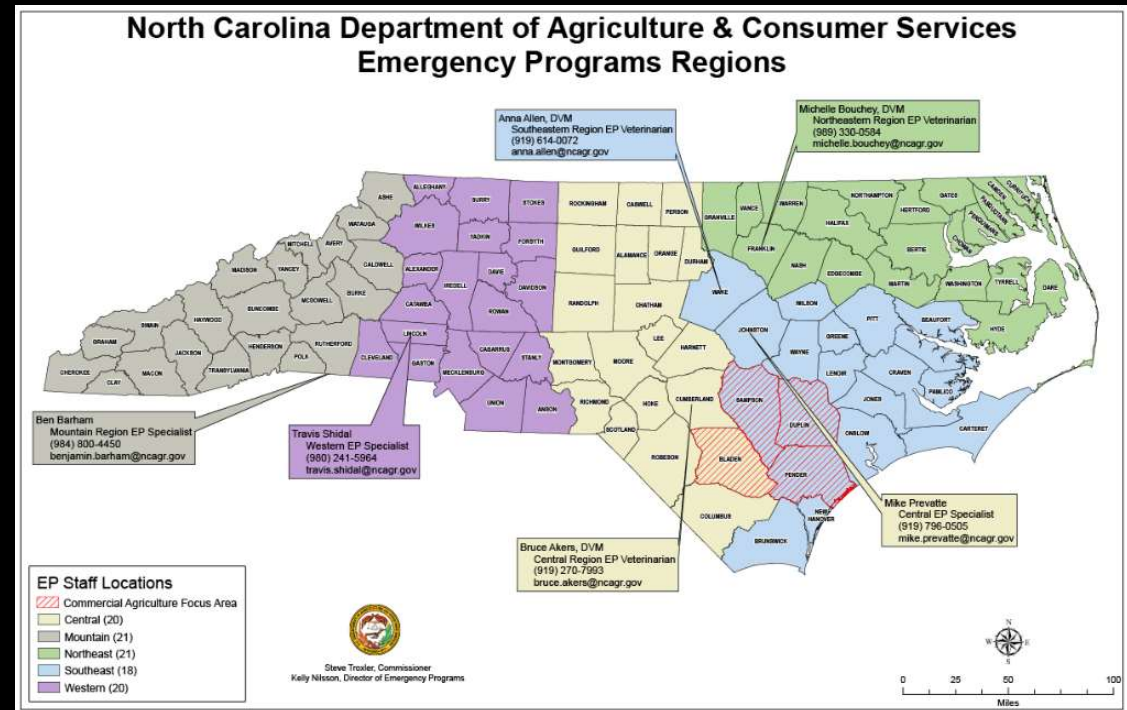 North Carolina Department of Agriculture & Consumer Services
Emergency Programs Regions
Anna Allen, DVM
Southeastern Region EP Veterinarian
(919) 614-0072
anna.allen@ncagr.gov
Michelle Bouchey, DVM
Northeastern Region EP Veterinarian
(989) 330-0584
michelle.bouchey@ncagr.gov
ASHE
ALLEGHANY
SURRY
STOKES
ROCKINGHAM
CASWELL
PERSON
GRANVILLE
VANCE
WARREN
NORTHAMPTON
GATES
CAMDEN
CURRITUCK
PASQUOTANK
PERQUIMANS
CHOWAN
HERTFORD
HALIFAX
WATAUGA
WILKES
YADKIN
FORSYTH
GUILFORD
ALAMANCE
ORANGE
DURHAM
FRANKLIN
NASH
EDGECOMBE
BERTIE
MARTIN
WASHINGTON
TYRRELL
DARE
HYDE
MITCHELL
AVERY
CALDWELL
ALEXANDER
IREDELL
DAVIE
DAVIDSON
RANDOLPH
CHATHAM
WAKE
WILSON
PITT
BEAUFORT
MADISON
YANCEY
BURKE
MCDOWELL
CATAWBA
ROWAN
LINCOLN
JOHNSTON
GREENE
WAYNE
LENOIR
CRAVEN
PAMLICO
SWAIN
HAYWOOD
BUNCOMBE
RUTHERFORD
CLEVELAND
GASTON
CABARRUS
STANLY
MONTGOMERY
MOORE
LEE
HARNETT
GRAHAM
JACKSON
HENDERSON
POLK
TRANSYLVANIA
MECKLENBURG
CHEROKEE
CLAY
MACON
UNION
ANSON
RICHMOND
SCOTLAND
HOKE
CUMBERLAND
SAMPSON
DUPLIN
JONES
ONSLOW
CARTERET
ROBESON
BLADEN
PENDER
COLUMBUS
NEW
HANOVER
BRUNSWICK
Ben Barham
Mountain Region EP Specialist
(984) 800-4450
benjamin.barham@ncagr.gov
Travis Shidal
Western EP Specialist
(980) 241-5964
travis.shidal@ncagr.gov
Bruce Akers, DVM
Central Region EP Veterinarian
(919) 270-7993
bruce.akers@ncagr.gov
Mike Prevatte
Central EP Specialist
(919) 796-0505
mike.prevatte@ncagr.gov
EP Staff Locations
Commercial Agriculture Focus Area
Central (20)
Mountain (21)
Northeast (21)
Southeast (18)
Western (20)
Steve Troxler, Commissioner
Kelly Nilsson, Director of Emergency Programs
N
W
E
S
0 25 50 100
Miles